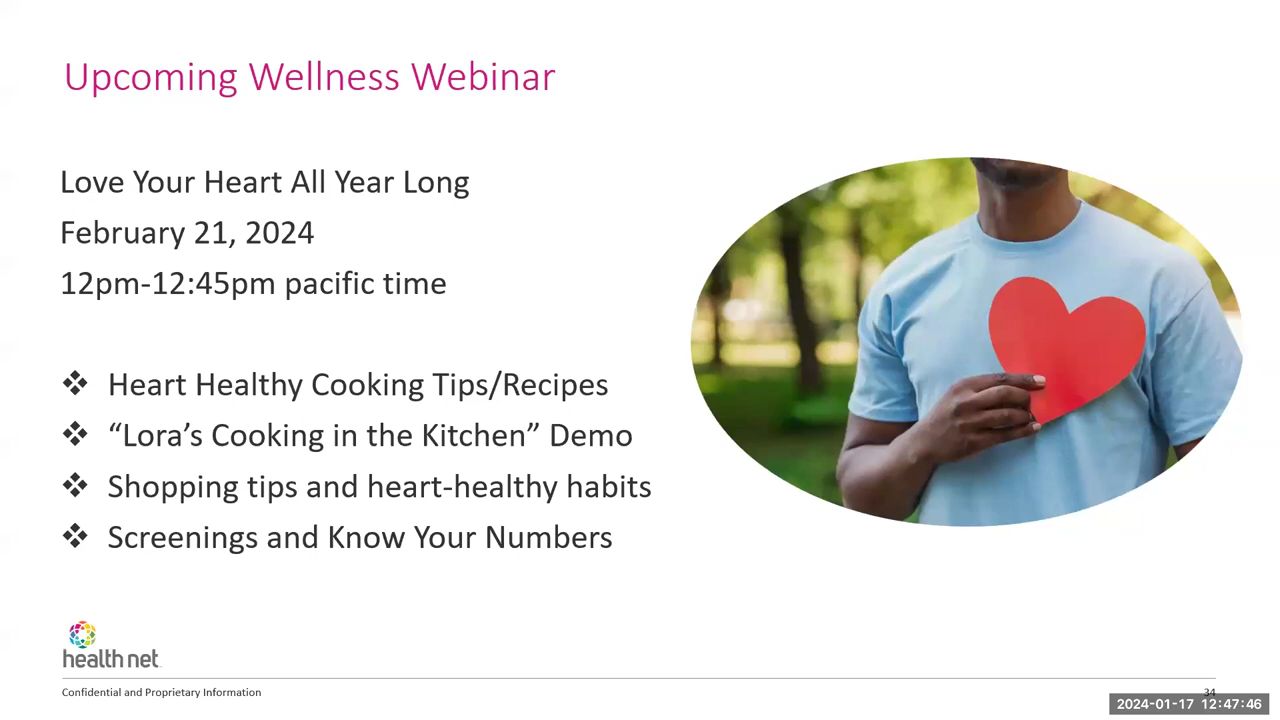 Upcoming Wellness Webinar
Love Your Heart All Year Long
February 21, 2024
12pm-12:45pm pacific time
❖ Heart Healthy Cooking Tips/Recipes
❖ “Lora’s Cooking in the Kitchen” Demo
❖ Shopping tips and heart-healthy habits
❖ Screenings and Know Your Numbers
health net
Confidential and Proprietary Information
34
2024-01-17 12:47:46